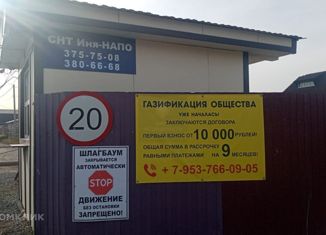 СНТ Иня-НАПО
375-75-08
380-66-68
20
ШЛАГБАУМ
ЗАКРЫВАЕТСЯ
АВТОМАТИЧЕСКИ
STOP
ДВИЖЕНИЕ
БЕЗ ОСТАНОВКИ
ЗАПРЕЩЕНО!
ГАЗИФИКАЦИЯ ОБЩЕСТВА
УЖЕ НАЧАЛАСЬ!
ЗАКЛЮЧАЮТСЯ ДОГОВОРА
ПЕРВЫЙ ВЗНОС ОТ 10 000 РУБЛЕЙ!
ОБЩАЯ СУММА В РАССРОЧКУ
РАВНЫМИ ПЛАТЕЖАМИ НА 9 МЕСЯЦЕВ!
+ 7-953-766-09-05